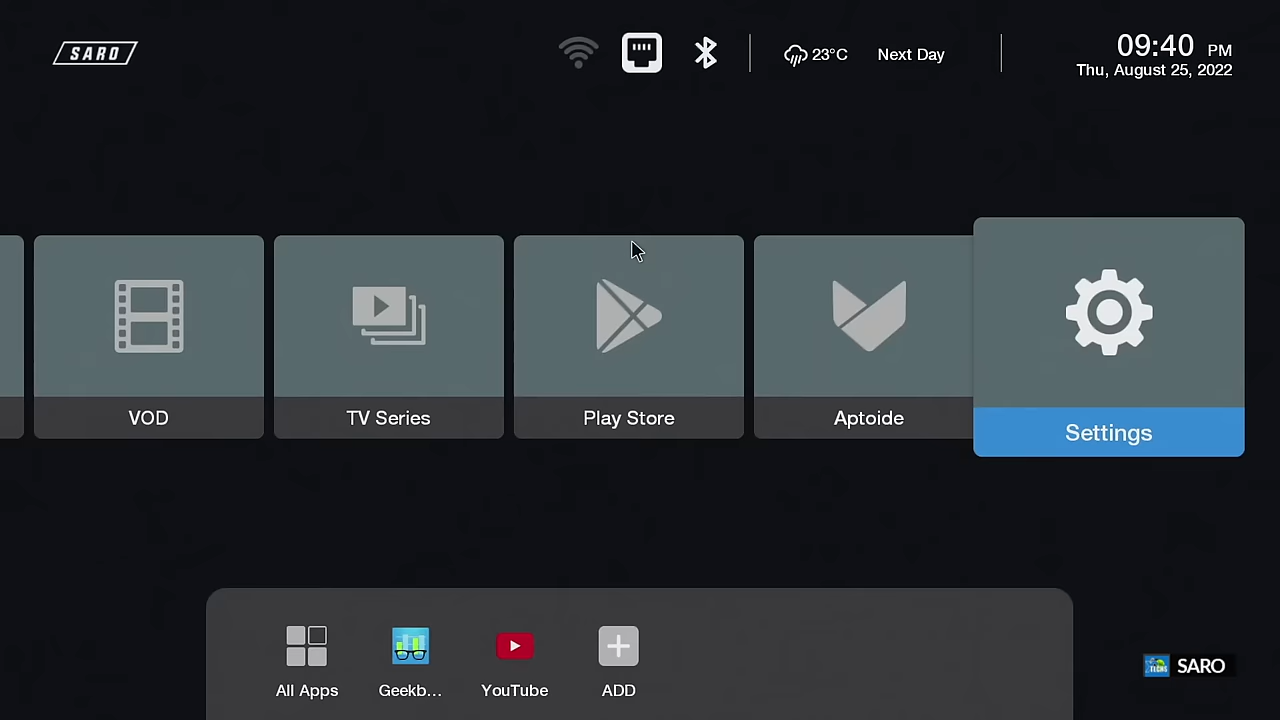 SARO
23°C
Next Day
09:40 PM
Thu, August 25, 2022
VOD
TV Series
Play Store
Aptoide
Settings
All Apps
Geekb...
YouTube
ADD
TECHS
SARO